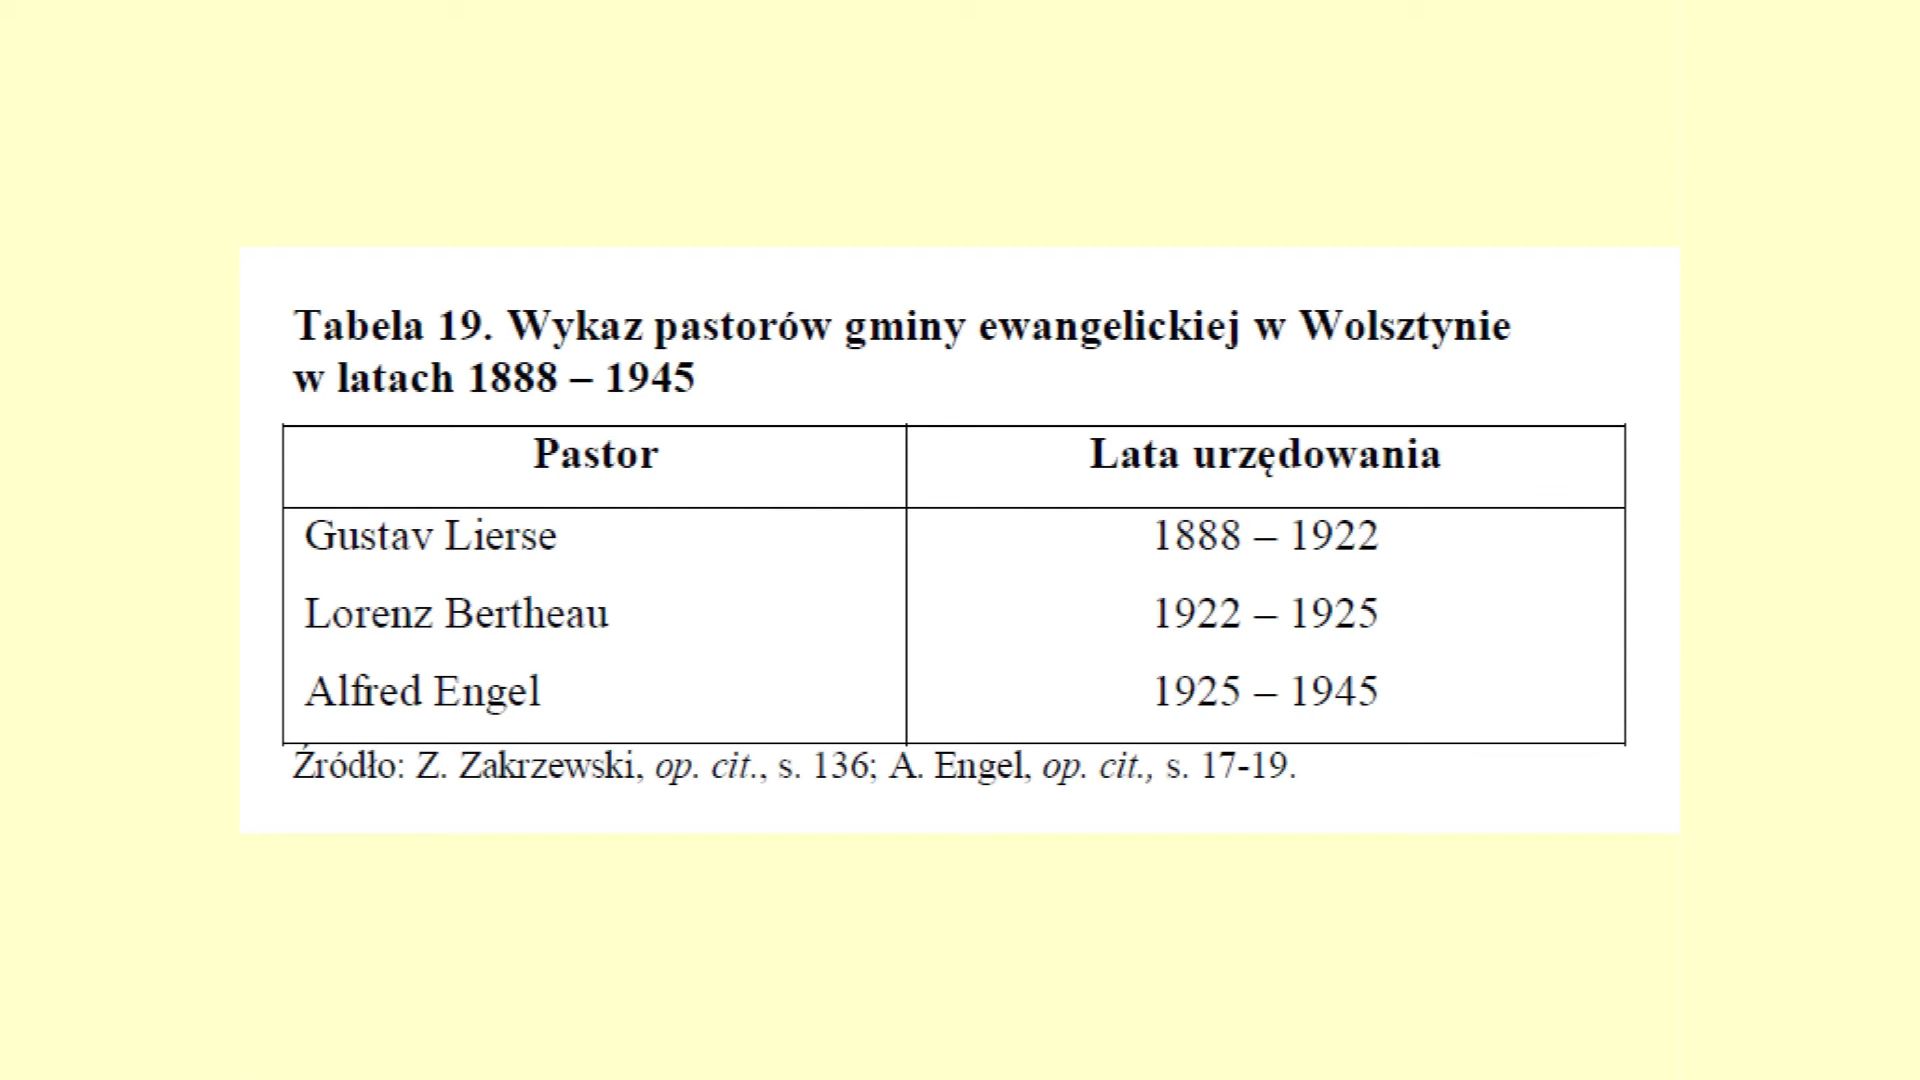 Tabela 19. Wykaz pastorów gminy ewangelickiej w Wolsztynie
w latach 1888 – 1945
Pastor Lata urzędowania
Gustav Lierse 1888 – 1922
Lorenz Bertheau 1922 – 1925
Alfred Engel 1925 – 1945
Źródło: Z. Zakrzewski, op. cit., s. 136; A. Engel, op. cit., s. 17-19.